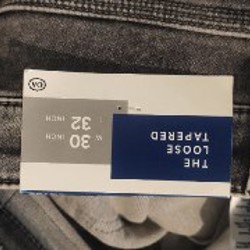 THE
LOOSE
TAPERED
W 30 INCH
L 32 INCH